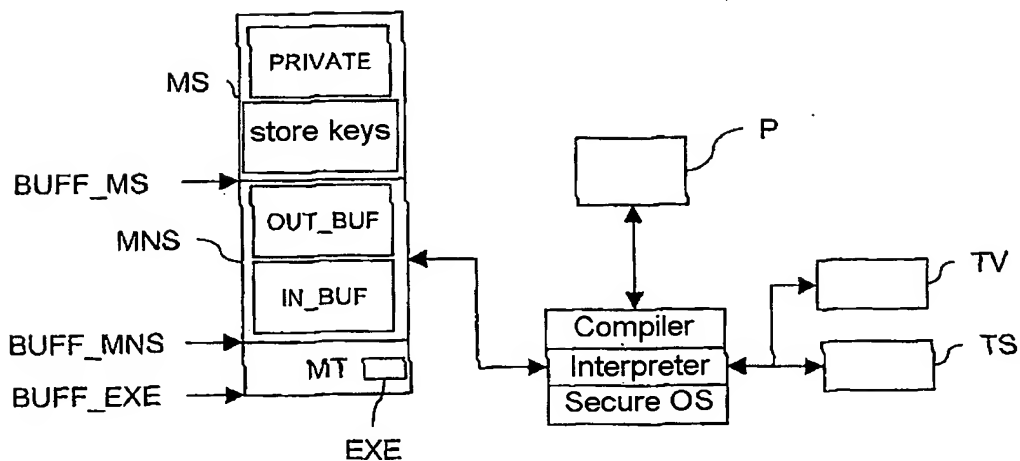 PRIVATE
MS
store keys
P
BUFF_MS
OUT_BUF
MNS
TV
IN_BUF
Compiler
BUFF_MNS
Interpreter
TS
MT
Secure OS
BUFF_EXE
EXE